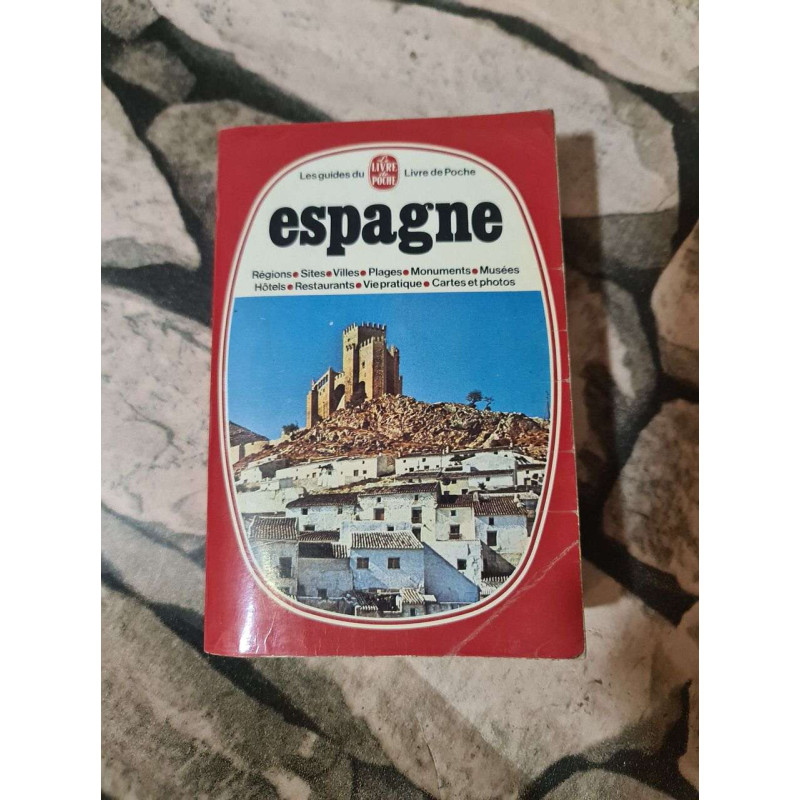 Les guides du Le LIVRE de POCHE Livre de Poche
espagne
Régions • Sites • Villes • Plages • Monuments • Musées
Hôtels • Restaurants • Vie pratique • Cartes et photos